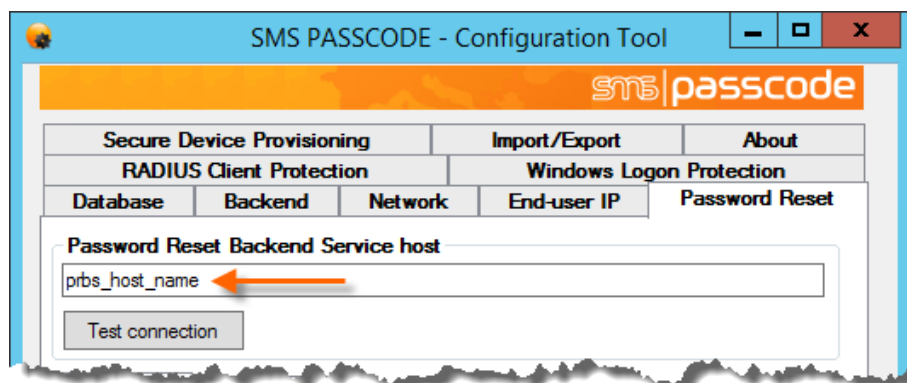 SMS PASSCODE - Configuration Tool
sms passcode
Secure Device Provisioning Import/Export About
RADIUS Client Protection Windows Logon Protection
Database Backend Network End-user IP Password Reset
Password Reset Backend Service host
prbs_host_name
Test connection